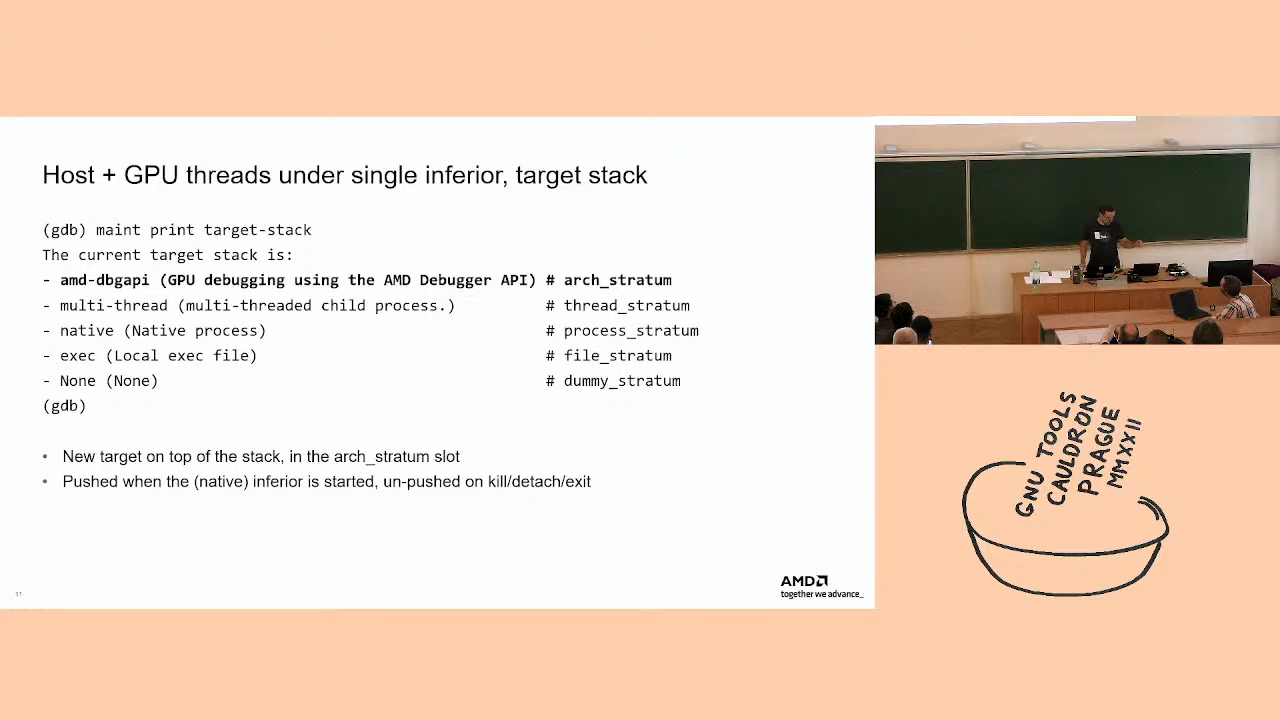 Host + GPU threads under single inferior, target stack
(gdb) maint print target-stack
The current target stack is:
- amd-dbgapi (GPU debugging using the AMD Debugger API) # arch_stratum
- multi-thread (multi-threaded child process.) # thread_stratum
- native (Native process) # process_stratum
- exec (Local exec file) # file_stratum
- None (None) # dummy_stratum
(gdb)
• New target on top of the stack, in the arch_stratum slot
• Pushed when the (native) inferior is started, un-pushed on kill/detach/exit
11
AMD
together we advance_
GNU TOOLS
CAULDRON
PRAGUE
MMXXII